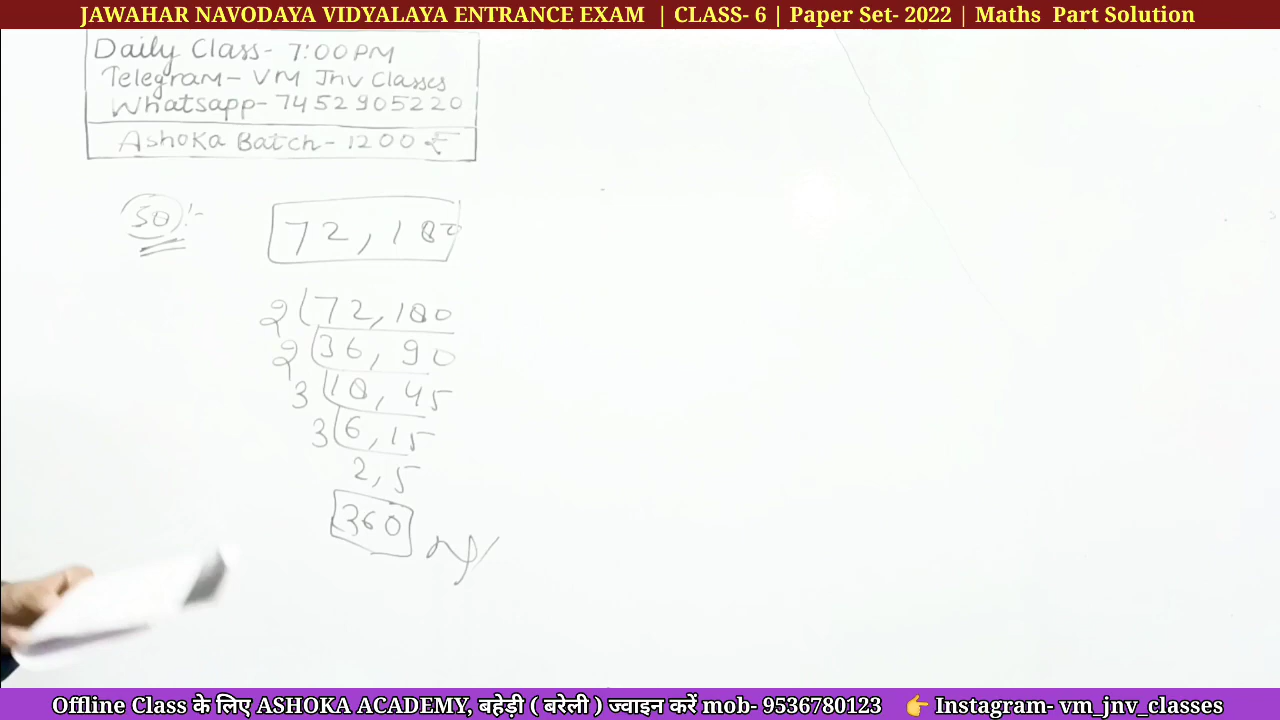 JAWAHAR NAVODAYA VIDYALAYA ENTRANCE EXAM | CLASS- 6 | Paper Set- 2022 | Maths Part Solution
Daily Class- 7:00PM
Telegram- VM Jnv Classes
Whatsapp- 7452905220
Ashoka Batch- 1200 ₹
50:- 72, 180
2 72, 180
2 36, 90
3 18, 45
3 6, 15
2, 5
360
Offline Class के लिए ASHOKA ACADEMY, बहेड़ी ( बरेली ) ज्वाइन करें mob- 9536780123 👉 Instagram- vm_jnv_classes